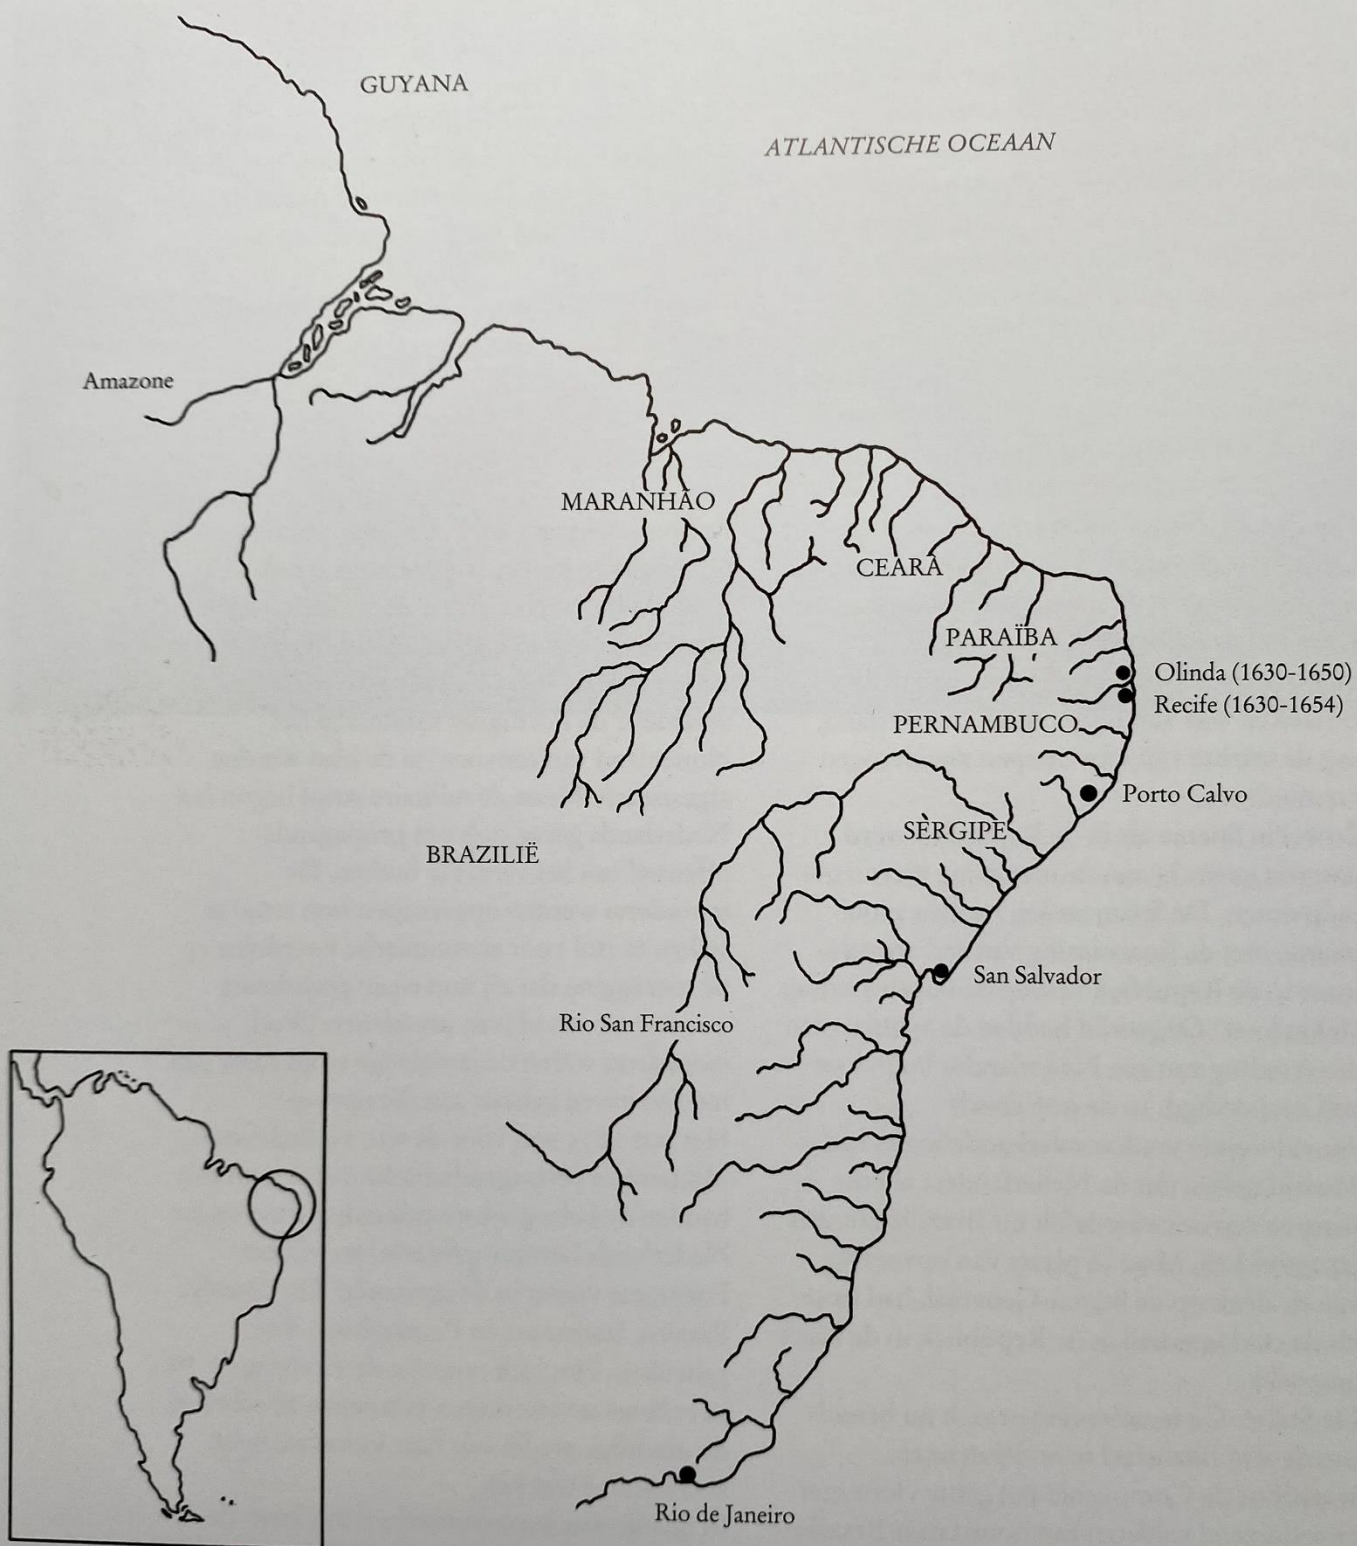 GUYANA
ATLANTISCHE OCEAAN
Amazone
MARANHÃO
CEARÁ
PARAÏBA
Olinda (1630-1650)
Recife (1630-1654)
PERNAMBUCO
Porto Calvo
SÈRGIPE
BRAZILIË
San Salvador
Rio San Francisco
Rio de Janeiro